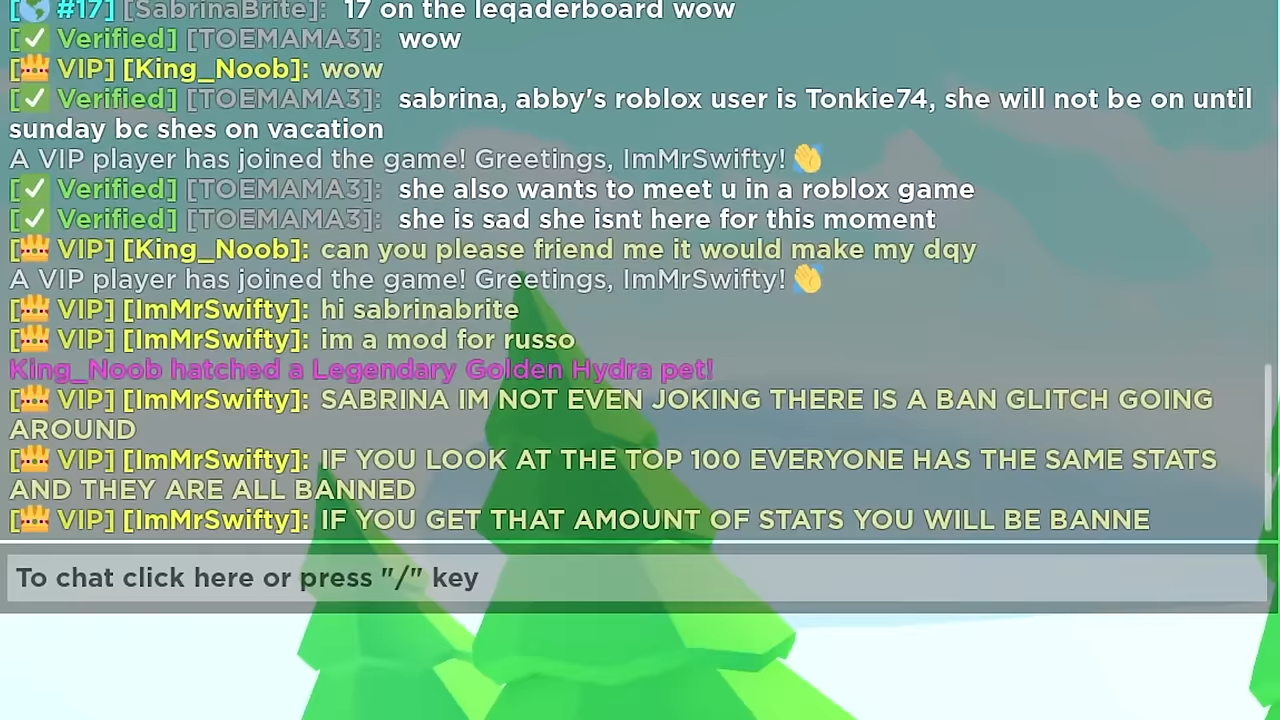 [🌎 #17] [SabrinaBrite]: 17 on the leqaderboard wow
[✅ Verified] [TOEMAMA3]: wow
[👑 VIP] [King_Noob]: wow
[✅ Verified] [TOEMAMA3]: sabrina, abby's roblox user is Tonkie74, she will not be on until
sunday bc shes on vacation
A VIP player has joined the game! Greetings, ImMrSwifty! 👋
[✅ Verified] [TOEMAMA3]: she also wants to meet u in a roblox game
[✅ Verified] [TOEMAMA3]: she is sad she isnt here for this moment
[👑 VIP] [King_Noob]: can you please friend me it would make my dqy
A VIP player has joined the game! Greetings, ImMrSwifty! 👋
[👑 VIP] [ImMrSwifty]: hi sabrinabrite
[👑 VIP] [ImMrSwifty]: im a mod for russo
King_Noob hatched a Legendary Golden Hydra pet!
[👑 VIP] [ImMrSwifty]: SABRINA IM NOT EVEN JOKING THERE IS A BAN GLITCH GOING
AROUND
[👑 VIP] [ImMrSwifty]: IF YOU LOOK AT THE TOP 100 EVERYONE HAS THE SAME STATS
AND THEY ARE ALL BANNED
[👑 VIP] [ImMrSwifty]: IF YOU GET THAT AMOUNT OF STATS YOU WILL BE BANNE
To chat click here or press "/" key